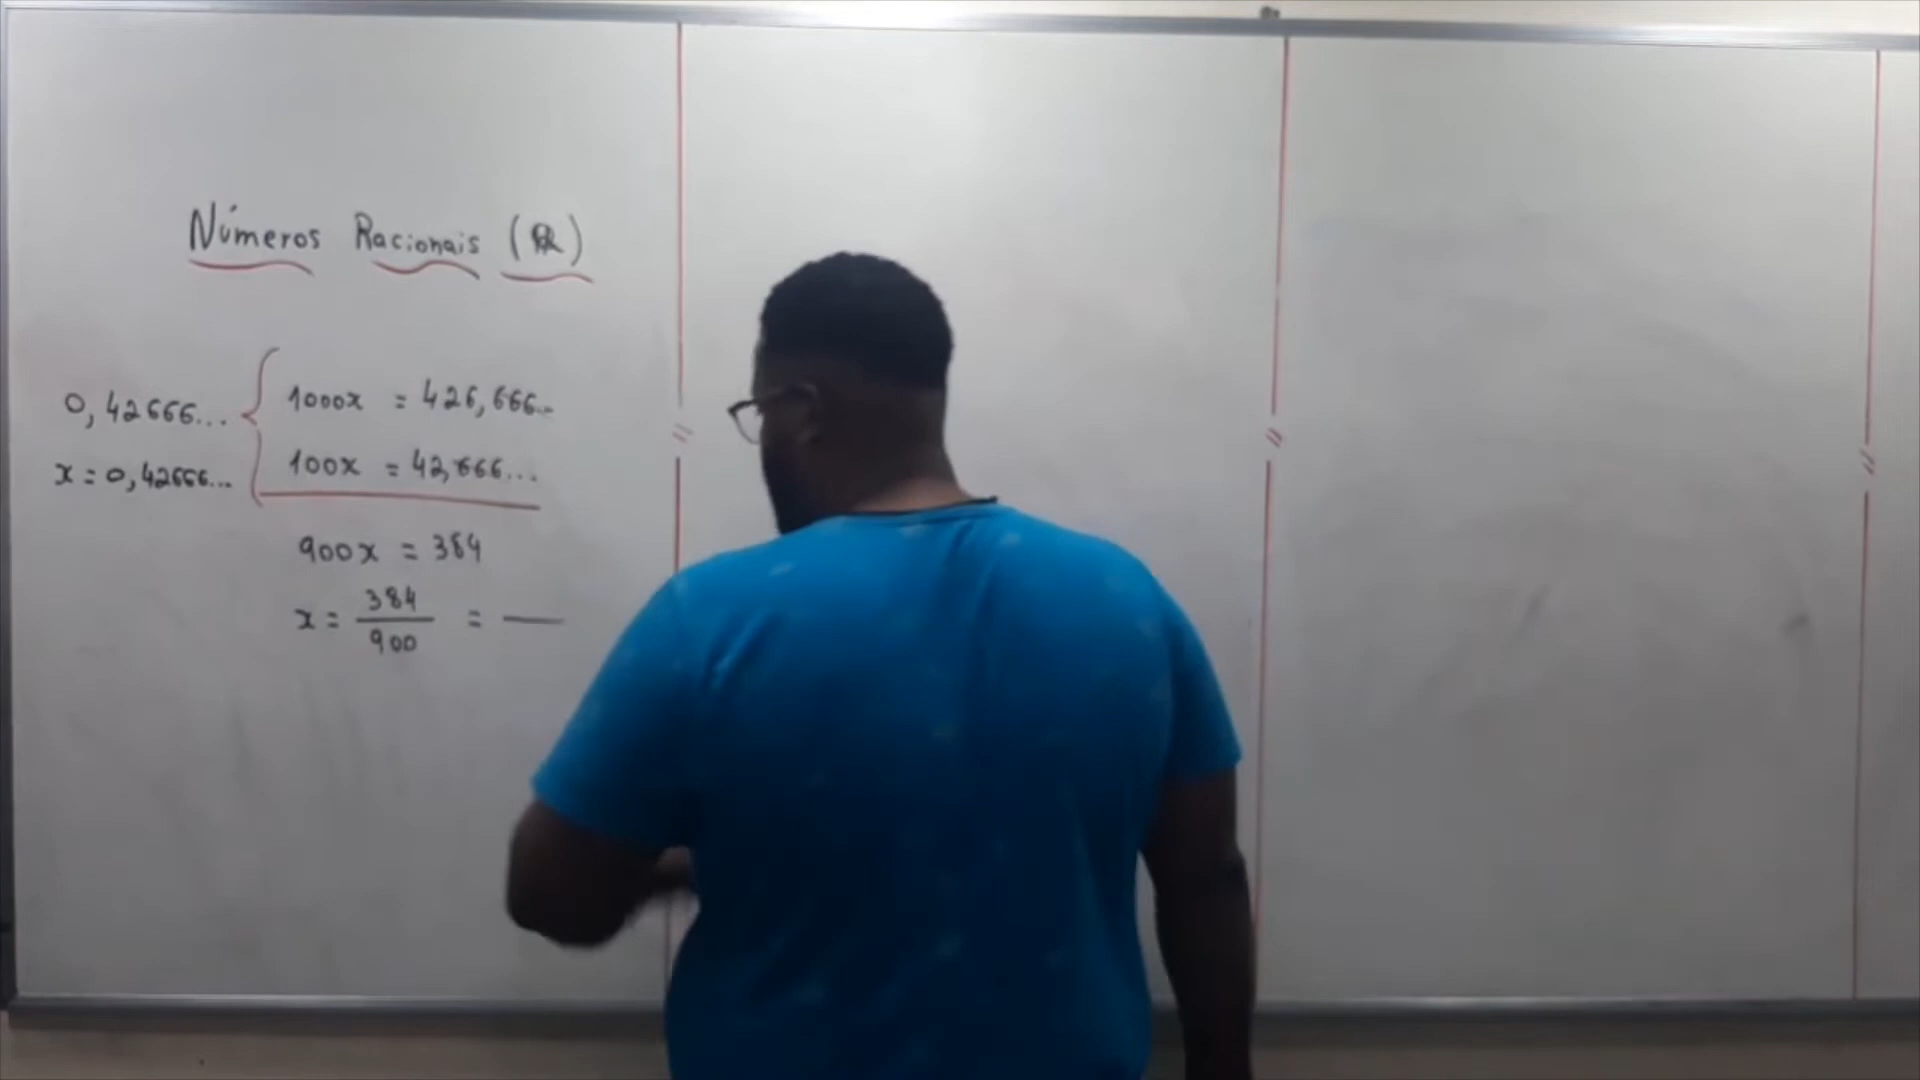 Números Racionais (Q)
0,42666...
x = 0,42666...
1000x = 426,666...
100x = 42,666...
900x = 384
x = 384/900 = —